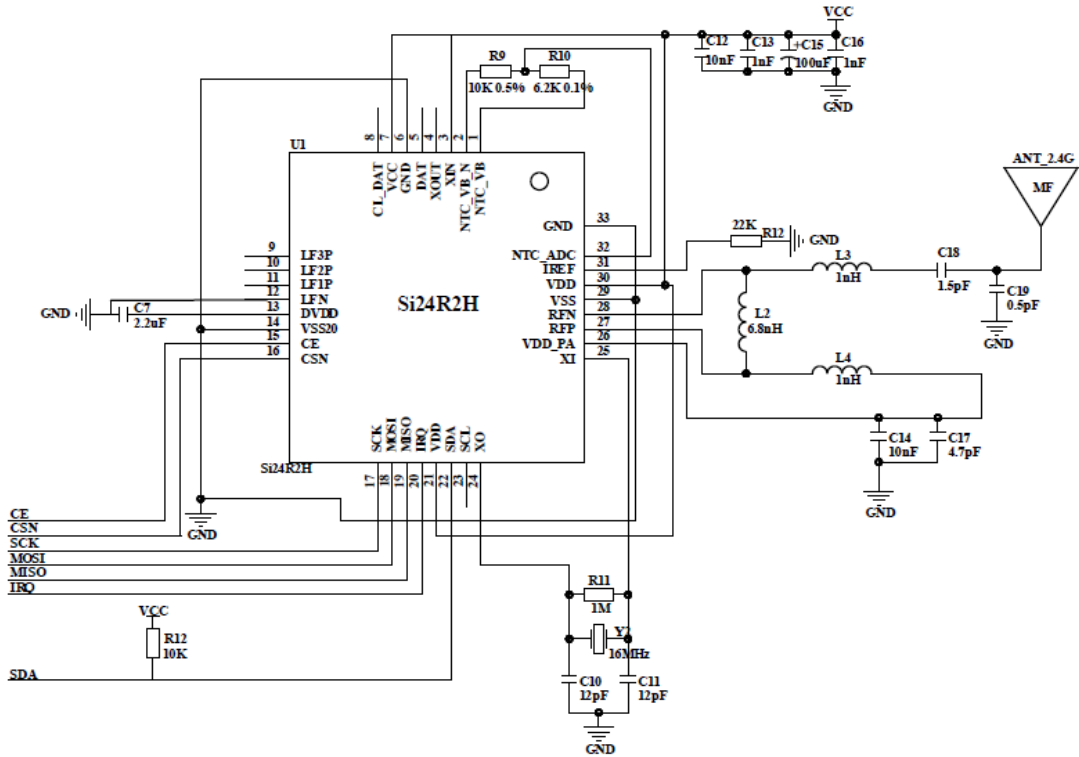 VCC
C12
10nF
C13
1nF
+C15
100uF
C16
1nF
GND
R9
10K 0.5%
R10
6.2K 0.1%
U1
8
7
6
5
4
3
2
1
CL_DAT
VCC
GND
DAT
XOUT
XIN
NTC_VB_N
NTC_VB
ANT_2.4G
MF
9 LF3P
10 LF2P
11 LF1P
12 LFN
13 DVDD
14 VSS20
15 CE
16 CSN
GND
C7
2.2uF
Si24R2H
GND 33
NTC_ADC 32
IREF 31
VDD 30
VSS 29
RFN 28
RFP 27
VDD_PA 26
XI 25
22K
R12
GND
L3
1nH
C18
1.5pF
C19
0.5pF
GND
L2
6.8nH
L4
1nH
C14
10nF
C17
4.7pF
GND
SCK
MOSI
MISO
IRQ
VDD
SDA
SCL
XO
Si24R2H
17
18
19
20
21
22
23
24
GND
CE
CSN
SCK
MOSI
MISO
IRQ
VCC
R12
10K
SDA
R11
1M
Y2
16MHz
C10
12pF
C11
12pF
GND